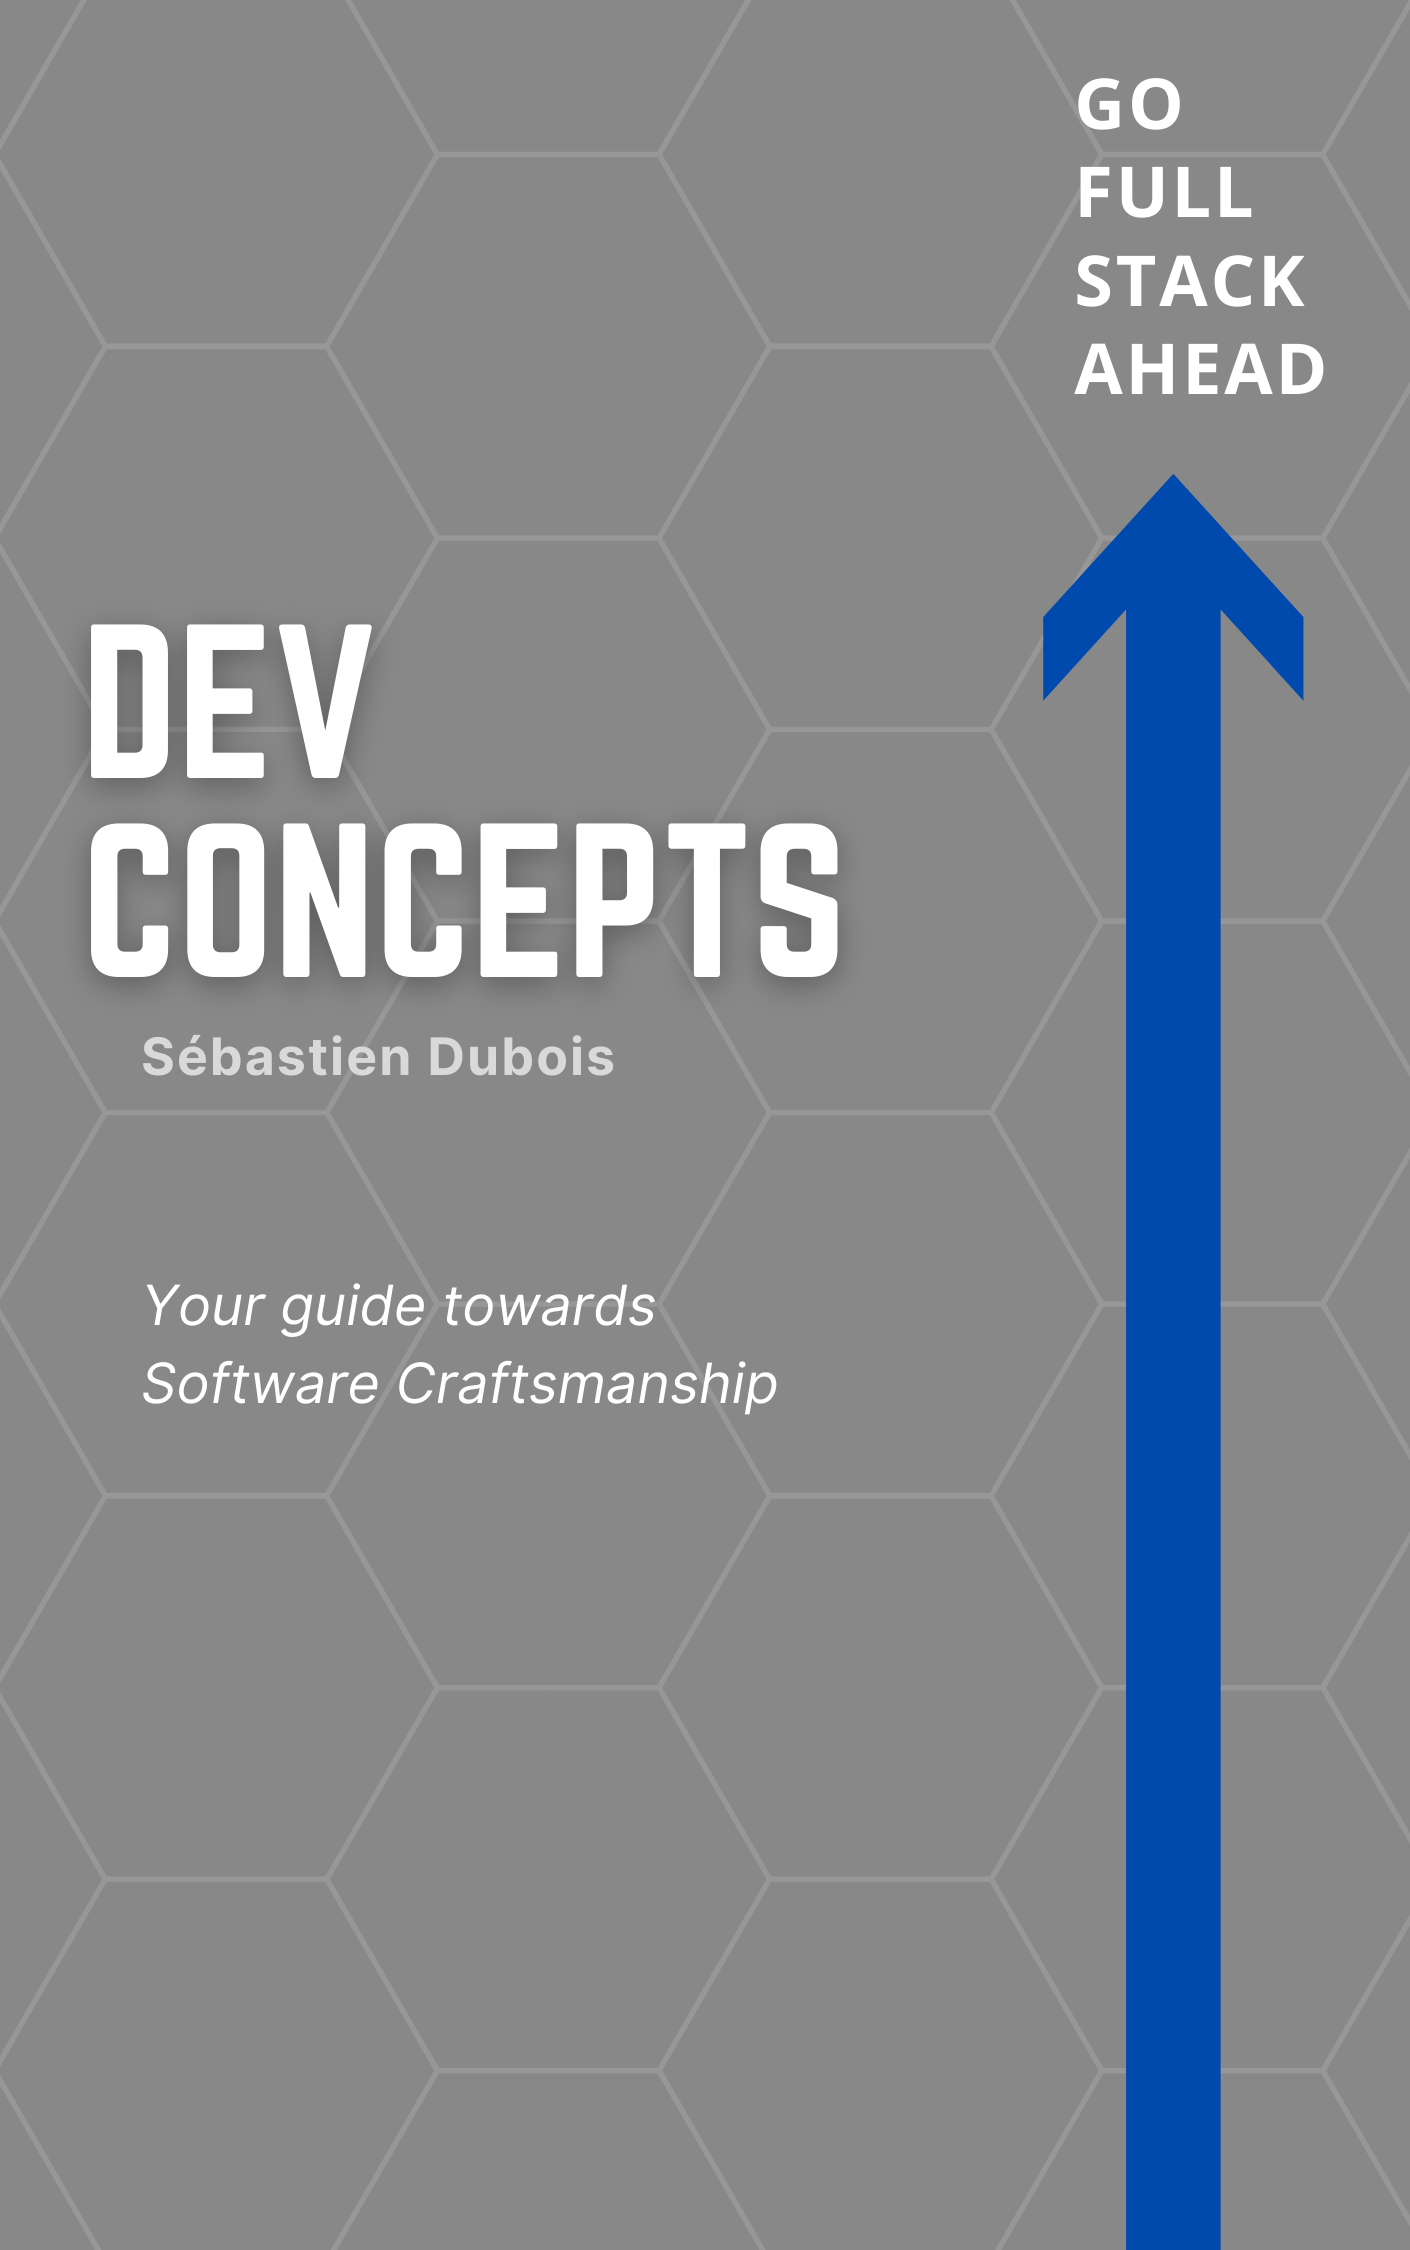 GO
FULL
STACK
AHEAD
DEV
CONCEPTS
Sébastien Dubois
Your guide towards
Software Craftsmanship